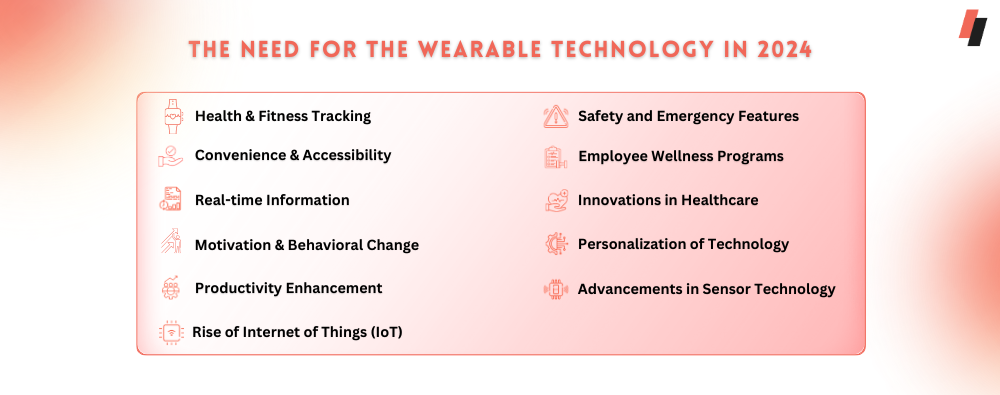 THE NEED FOR THE WEARABLE TECHNOLOGY IN 2024
Health & Fitness Tracking
Convenience & Accessibility
Real-time Information
Motivation & Behavioral Change
Productivity Enhancement
Rise of Internet of Things (IoT)
Safety and Emergency Features
Employee Wellness Programs
Innovations in Healthcare
Personalization of Technology
Advancements in Sensor Technology